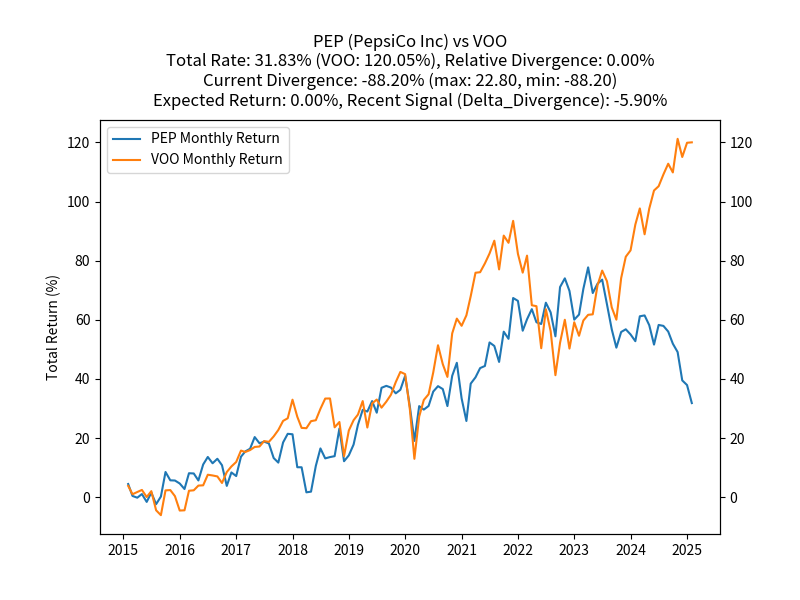 PEP (PepsiCo Inc) vs VOO
Total Rate: 31.83% (VOO: 120.05%), Relative Divergence: 0.00%
Current Divergence: -88.20% (max: 22.80, min: -88.20)
Expected Return: 0.00%, Recent Signal (Delta_Divergence): -5.90%
PEP Monthly Return
VOO Monthly Return
Total Return (%)
120 120
100 100
80 80
60 60
40 40
20 20
0 0
2015 2016 2017 2018 2019 2020 2021 2022 2023 2024 2025